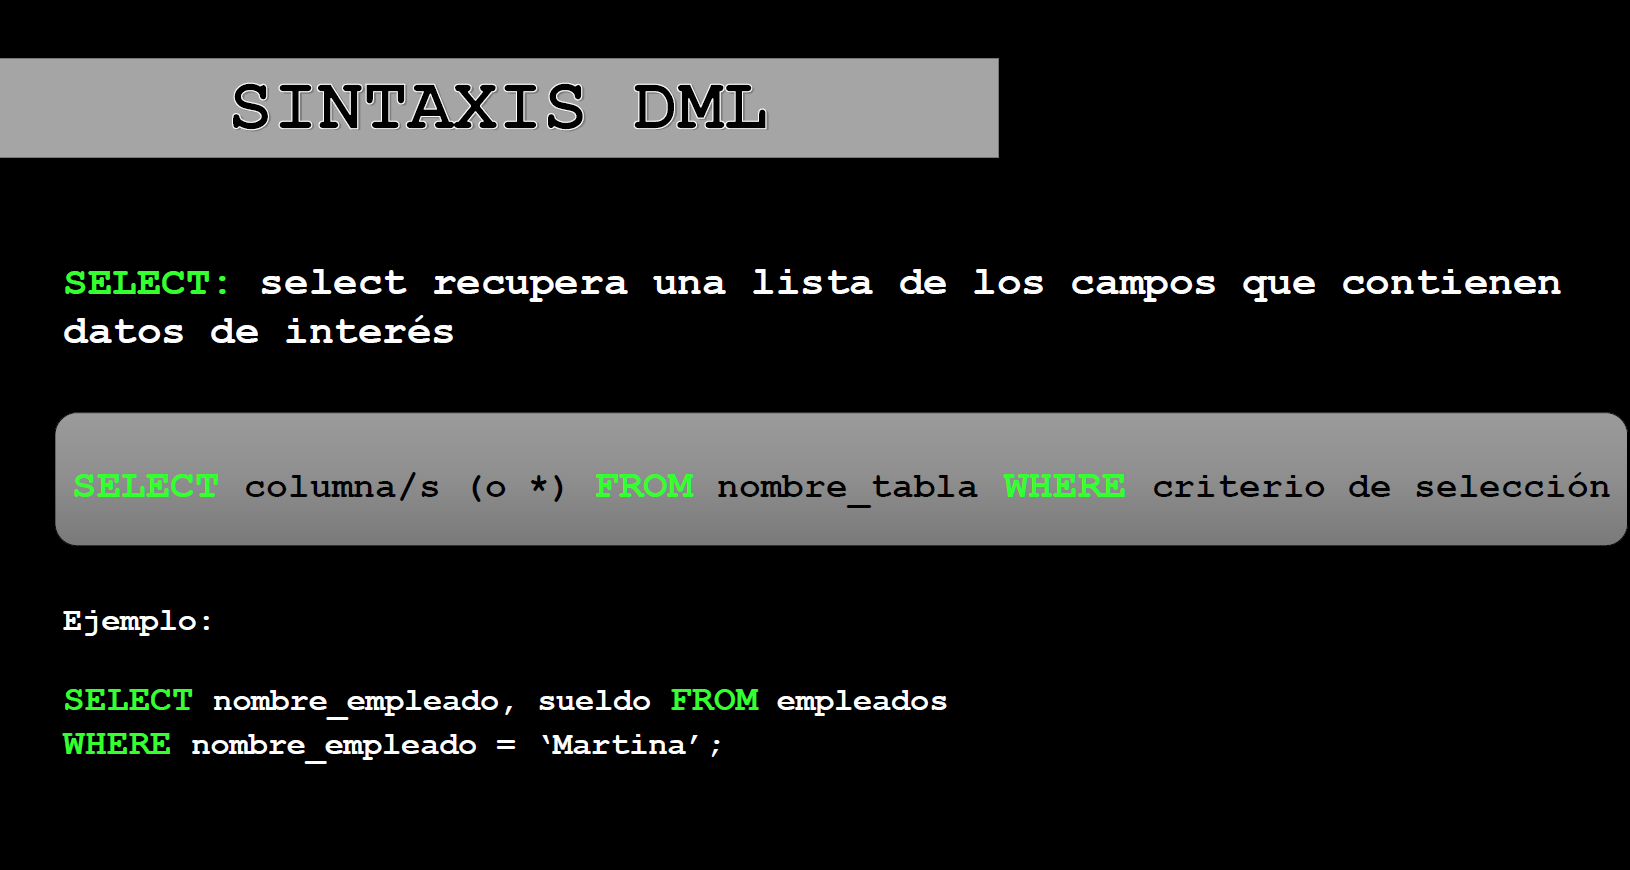 SINTAXIS DML
SELECT: select recupera una lista de los campos que contienen
datos de interés
SELECT columna/s (o *) FROM nombre_tabla WHERE criterio de selección
Ejemplo:
SELECT nombre_empleado, sueldo FROM empleados
WHERE nombre_empleado = ‘Martina’;